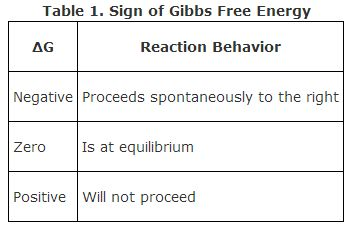 Table 1. Sign of Gibbs Free Energy
ΔG Reaction Behavior
Negative Proceeds spontaneously to the right
Zero Is at equilibrium
Positive Will not proceed